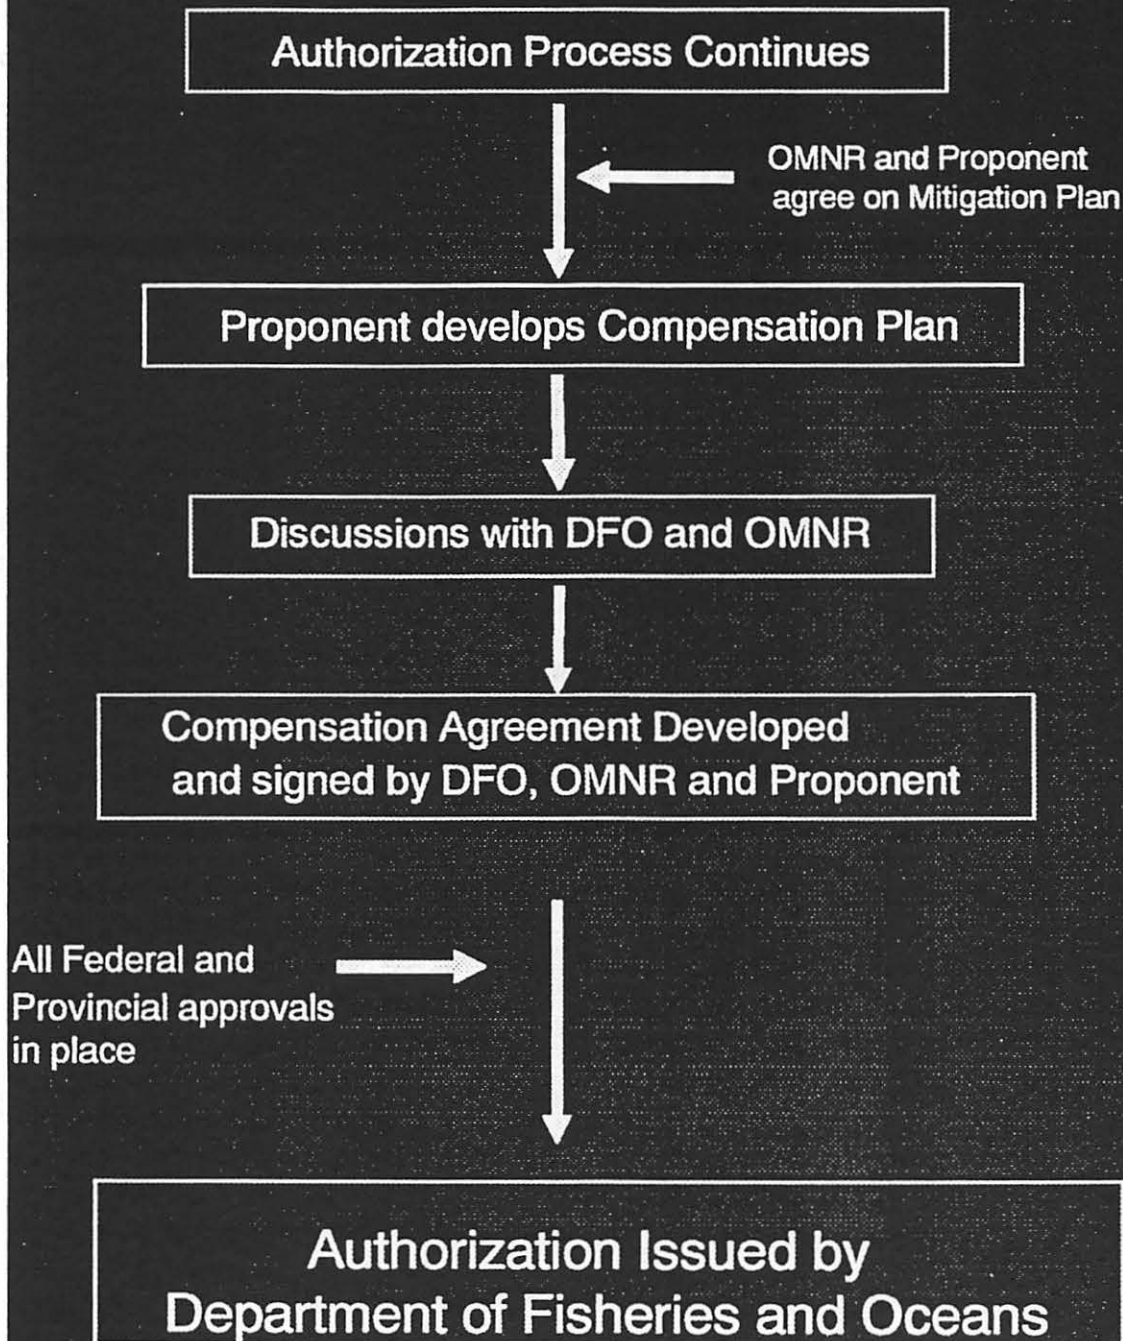 Authorization Process Continues
OMNR and Proponent
agree on Mitigation Plan
Proponent develops Compensation Plan
Discussions with DFO and OMNR
Compensation Agreement Developed
and signed by DFO, OMNR and Proponent
All Federal and
Provincial approvals
in place
Authorization Issued by
Department of Fisheries and Oceans